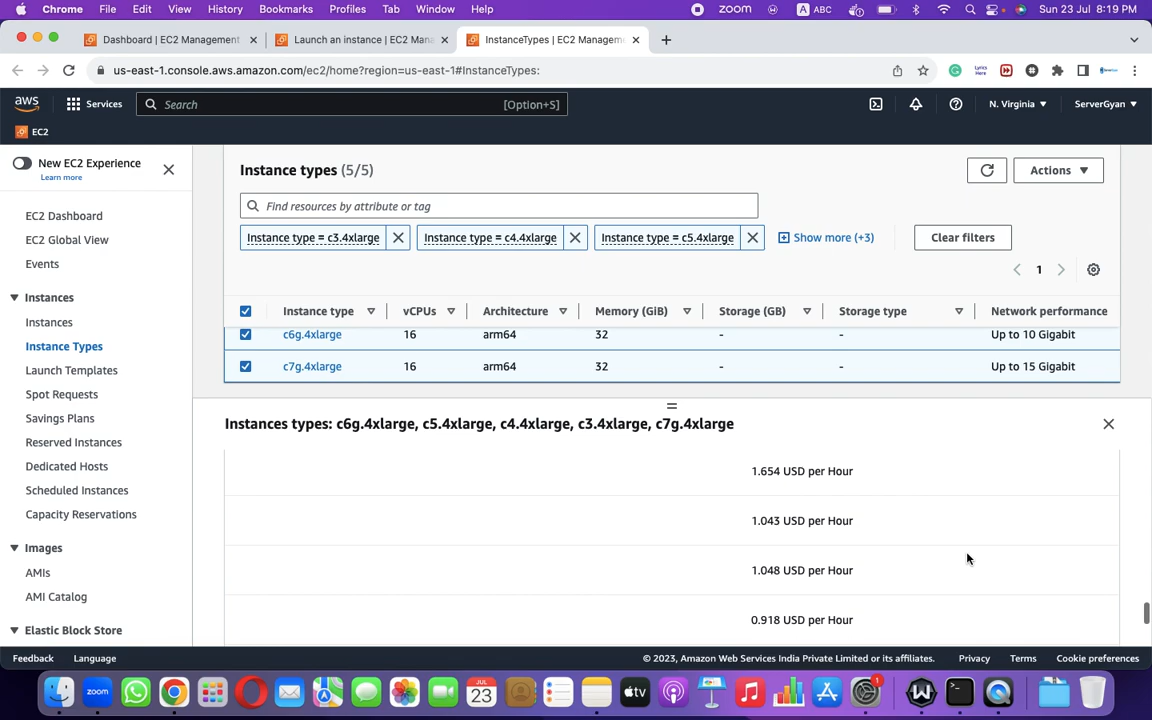 Chrome File Edit View History Bookmarks Profiles Tab Window Help zoom A ABC Sun 23 Jul 8:19 PM
Dashboard | EC2 Management Launch an instance | EC2 Mana InstanceTypes | EC2 Managem
us-east-1.console.aws.amazon.com/ec2/home?region=us-east-1#InstanceTypes:
aws Services Search [Option+S] N. Virginia ServerGyan
EC2
New EC2 Experience
Learn more
EC2 Dashboard
EC2 Global View
Events
Instances
Instances
Instance Types
Launch Templates
Spot Requests
Savings Plans
Reserved Instances
Dedicated Hosts
Scheduled Instances
Capacity Reservations
Images
AMIs
AMI Catalog
Elastic Block Store
Instance types (5/5) Actions
Find resources by attribute or tag
Instance type = c3.4xlarge Instance type = c4.4xlarge Instance type = c5.4xlarge Show more (+3) Clear filters
1
Instance type vCPUs Architecture Memory (GiB) Storage (GB) Storage type Network performance
c6g.4xlarge 16 arm64 32 - - Up to 10 Gigabit
c7g.4xlarge 16 arm64 32 - - Up to 15 Gigabit
Instances types: c6g.4xlarge, c5.4xlarge, c4.4xlarge, c3.4xlarge, c7g.4xlarge
1.654 USD per Hour
1.043 USD per Hour
1.048 USD per Hour
0.918 USD per Hour
Feedback Language © 2023, Amazon Web Services India Private Limited or its affiliates. Privacy Terms Cookie preferences
zoom JUL 23 tv 1